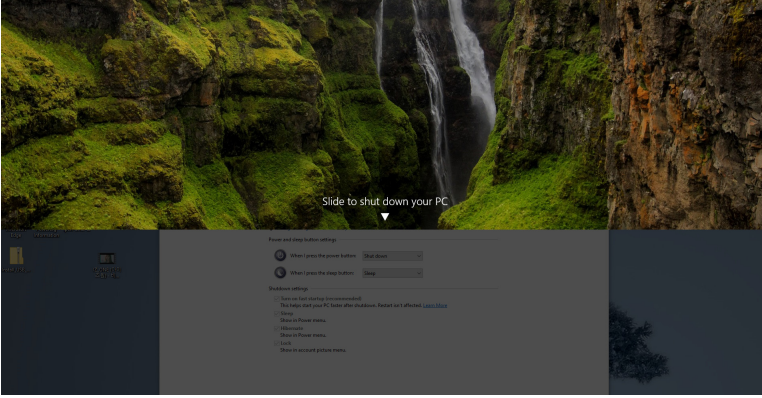 Slide to shut down your PC
Power and sleep button settings
When I press the power button: Shut down
When I press the sleep button: Sleep
Shutdown settings
Turn on fast startup (recommended)
This helps start your PC faster after shutdown. Restart isn't affected. Learn More
Sleep
Show in Power menu.
Hibernate
Show in Power menu.
Lock
Show in account picture menu.